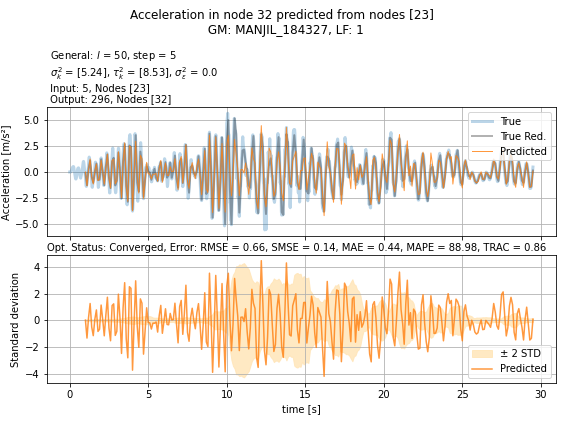 Acceleration in node 32 predicted from nodes [23]
GM: MANJIL_184327, LF: 1
General: l = 50, step = 5
σ²ₖ = [5.24], τ²ₖ = [8.53], σ²ε = 0.0
Input: 5, Nodes [23]
Output: 296, Nodes [32]
Acceleration [m/s²]
5.0
2.5
0.0
−2.5
−5.0
True
True Red.
Predicted
Opt. Status: Converged, Error: RMSE = 0.66, SMSE = 0.14, MAE = 0.44, MAPE = 88.98, TRAC = 0.86
Standard deviation
4
2
0
−2
−4
± 2 STD
Predicted
0 5 10 15 20 25 30
time [s]